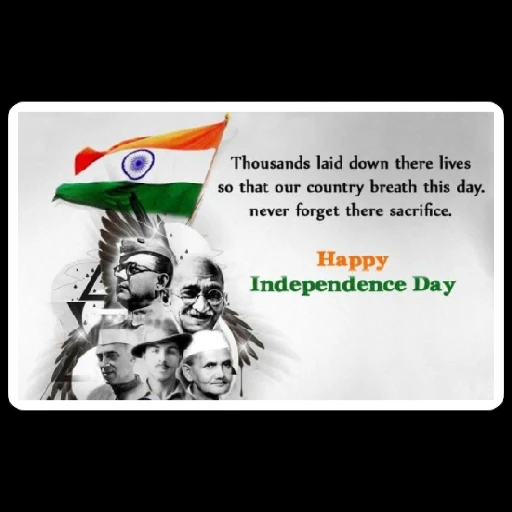 Thousands laid down there lives
so that our country breath this day.
never forget there sacrifice.
Happy
Independence Day